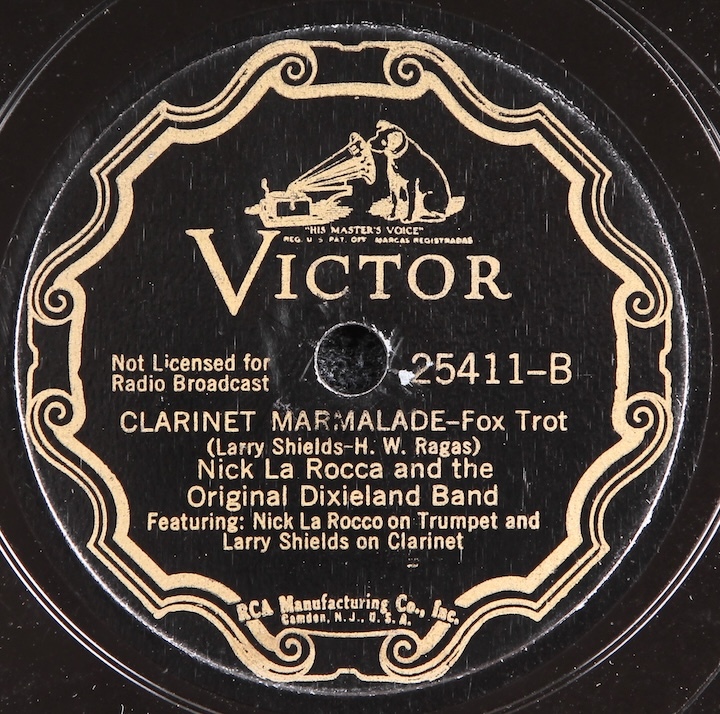 "HIS MASTER'S VOICE"
REG. U.S. PAT. OFF. MARCAS REGISTRADAS
VICTOR
Not Licensed for
Radio Broadcast
25411-B
CLARINET MARMALADE-Fox Trot
(Larry Shields-H. W. Ragas)
Nick La Rocca and the
Original Dixieland Band
Featuring: Nick La Rocco on Trumpet and
Larry Shields on Clarinet
RCA Manufacturing Co., Inc.
Camden, N. J., U. S. A.